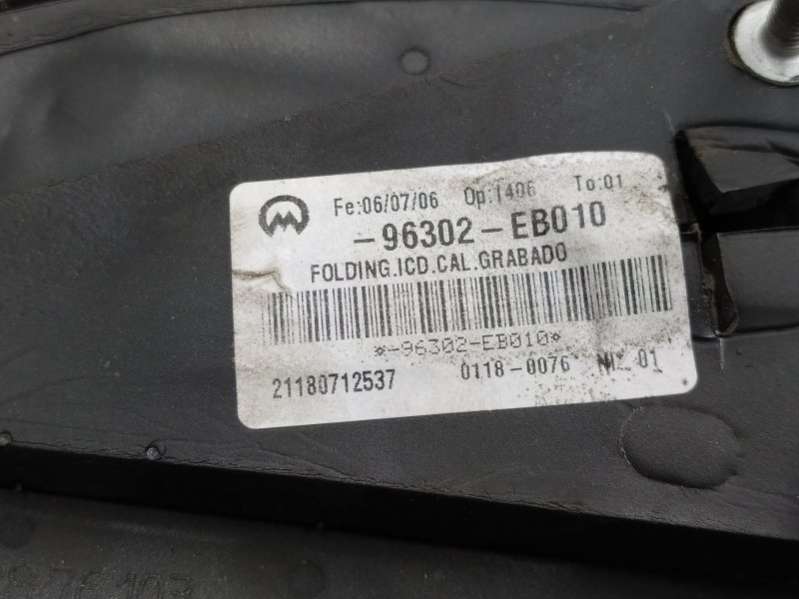 Fe:06/07/06 Op:1406 To:01
-96302-EB010
FOLDING.ICD.CAL.GRABADO
*-96302-EB010*
21180712537 0118-0076 01